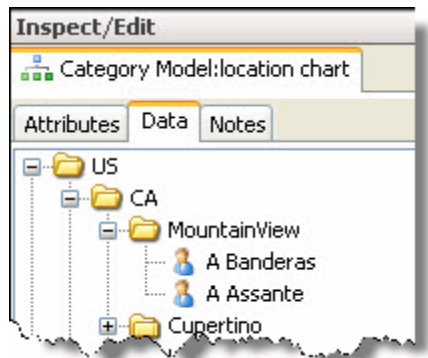 Inspect/Edit
Category Model:location chart
Attributes Data Notes
US
CA
MountainView
A Banderas
A Assante
Cupertino